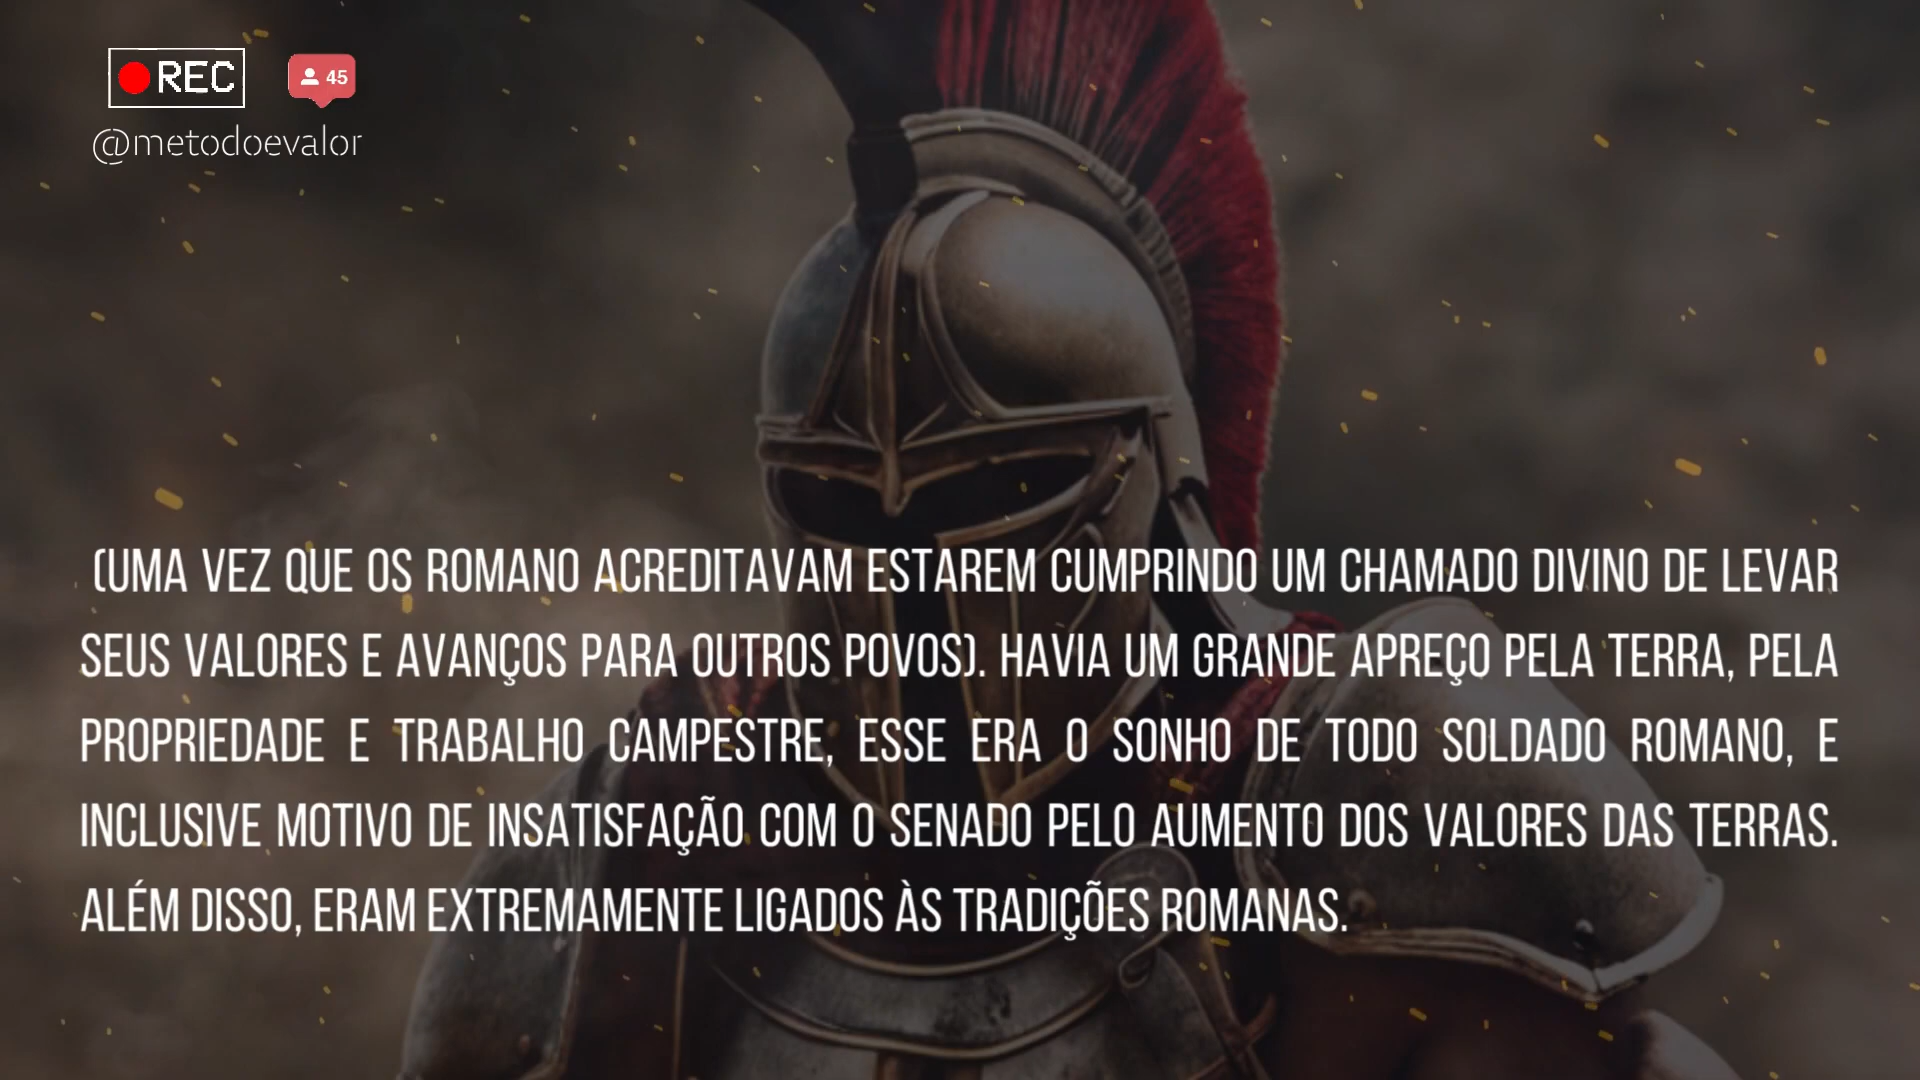 REC
45
@metodoevalor
(UMA VEZ QUE OS ROMANO ACREDITAVAM ESTAREM CUMPRINDO UM CHAMADO DIVINO DE LEVAR
SEUS VALORES E AVANÇOS PARA OUTROS POVOS). HAVIA UM GRANDE APREÇO PELA TERRA, PELA
PROPRIEDADE E TRABALHO CAMPESTRE, ESSE ERA O SONHO DE TODO SOLDADO ROMANO, E
INCLUSIVE MOTIVO DE INSATISFAÇÃO COM O SENADO PELO AUMENTO DOS VALORES DAS TERRAS.
ALÉM DISSO, ERAM EXTREMAMENTE LIGADOS ÀS TRADIÇÕES ROMANAS.